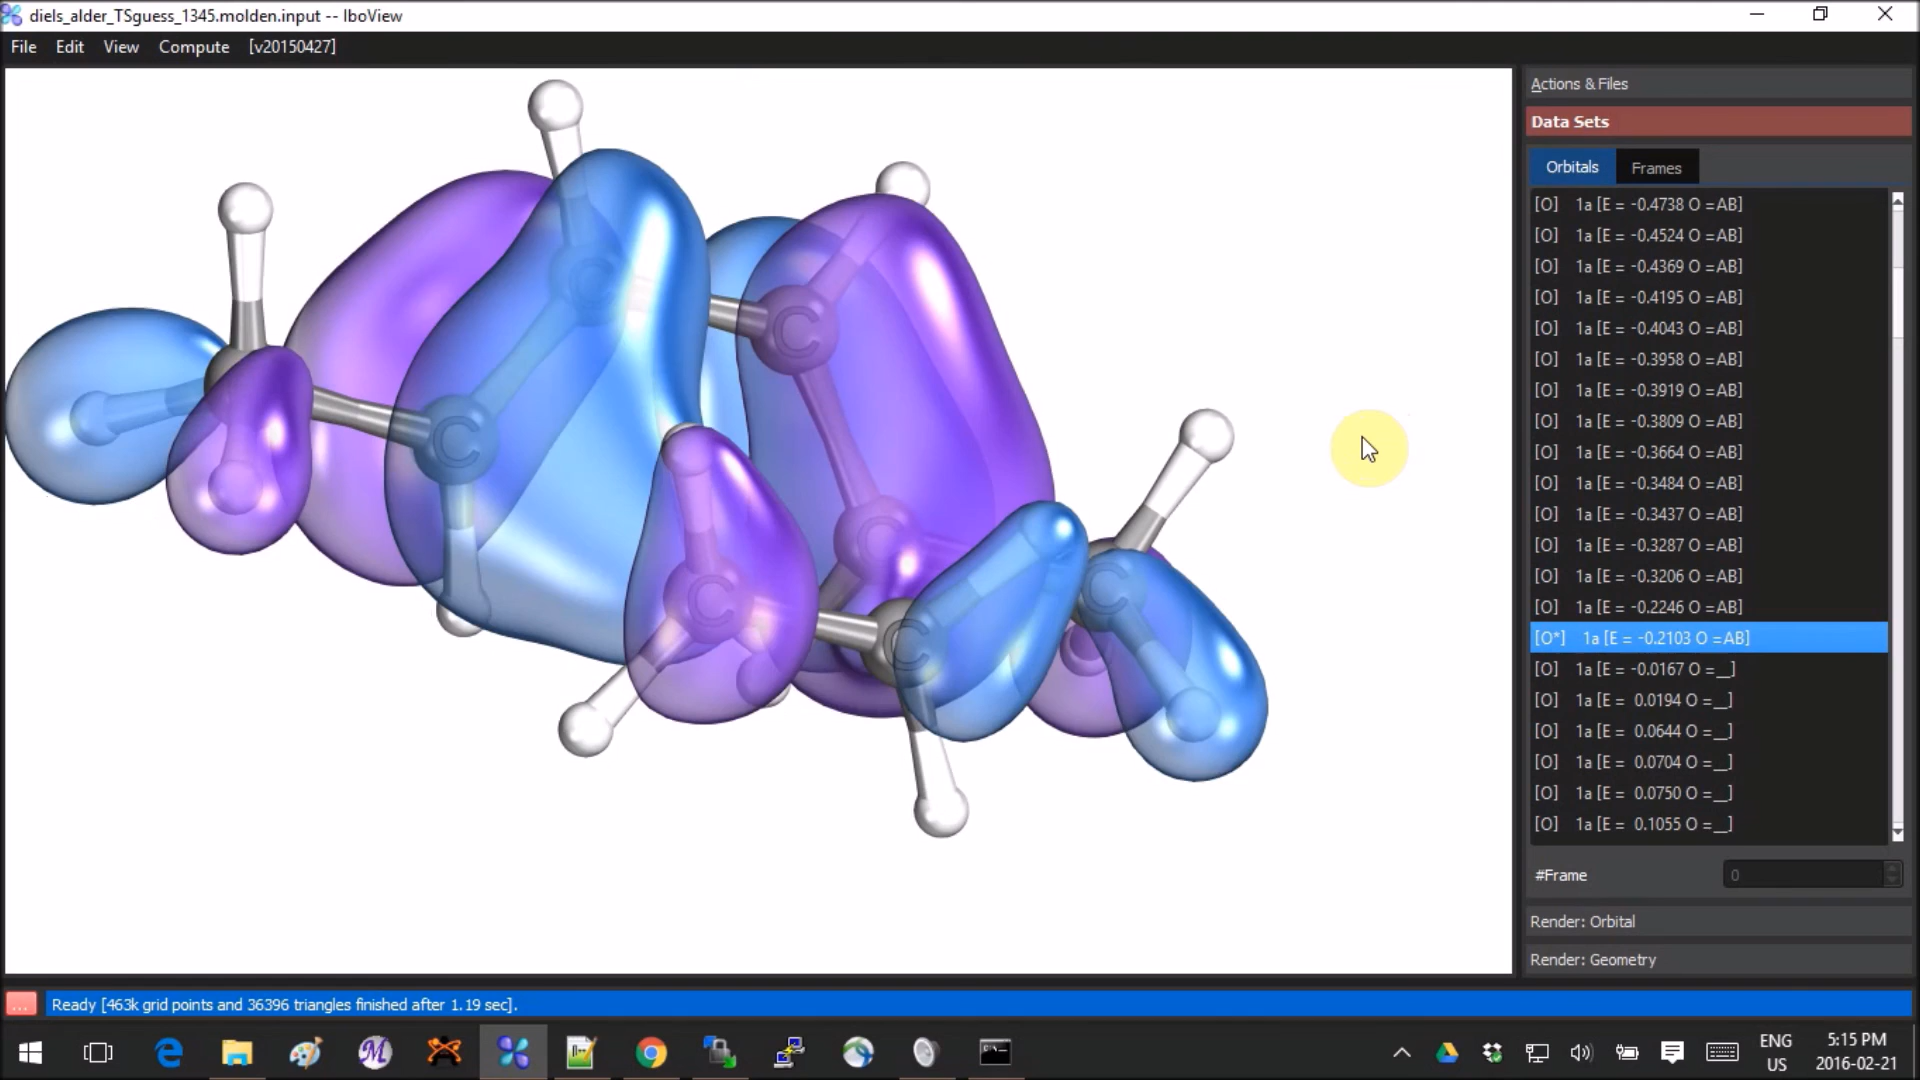 diels_alder_TSguess_1345.molden.input -- IboView
File Edit View Compute [v20150427]
Actions & Files
Data Sets
Orbitals Frames
[O] 1a [E = -0.4738 O =AB]
[O] 1a [E = -0.4524 O =AB]
[O] 1a [E = -0.4369 O =AB]
[O] 1a [E = -0.4195 O =AB]
[O] 1a [E = -0.4043 O =AB]
[O] 1a [E = -0.3958 O =AB]
[O] 1a [E = -0.3919 O =AB]
[O] 1a [E = -0.3809 O =AB]
[O] 1a [E = -0.3664 O =AB]
[O] 1a [E = -0.3484 O =AB]
[O] 1a [E = -0.3437 O =AB]
[O] 1a [E = -0.3287 O =AB]
[O] 1a [E = -0.3206 O =AB]
[O] 1a [E = -0.2246 O =AB]
[O*] 1a [E = -0.2103 O =AB]
[O] 1a [E = -0.0167 O =__]
[O] 1a [E = 0.0194 O =__]
[O] 1a [E = 0.0644 O =__]
[O] 1a [E = 0.0704 O =__]
[O] 1a [E = 0.0750 O =__]
[O] 1a [E = 0.1055 O =__]
#Frame 0
Render: Orbital
Render: Geometry
C
C
C
C
C
C
C
... Ready [463k grid points and 36396 triangles finished after 1.19 sec].
ENG
US
5:15 PM
2016-02-21